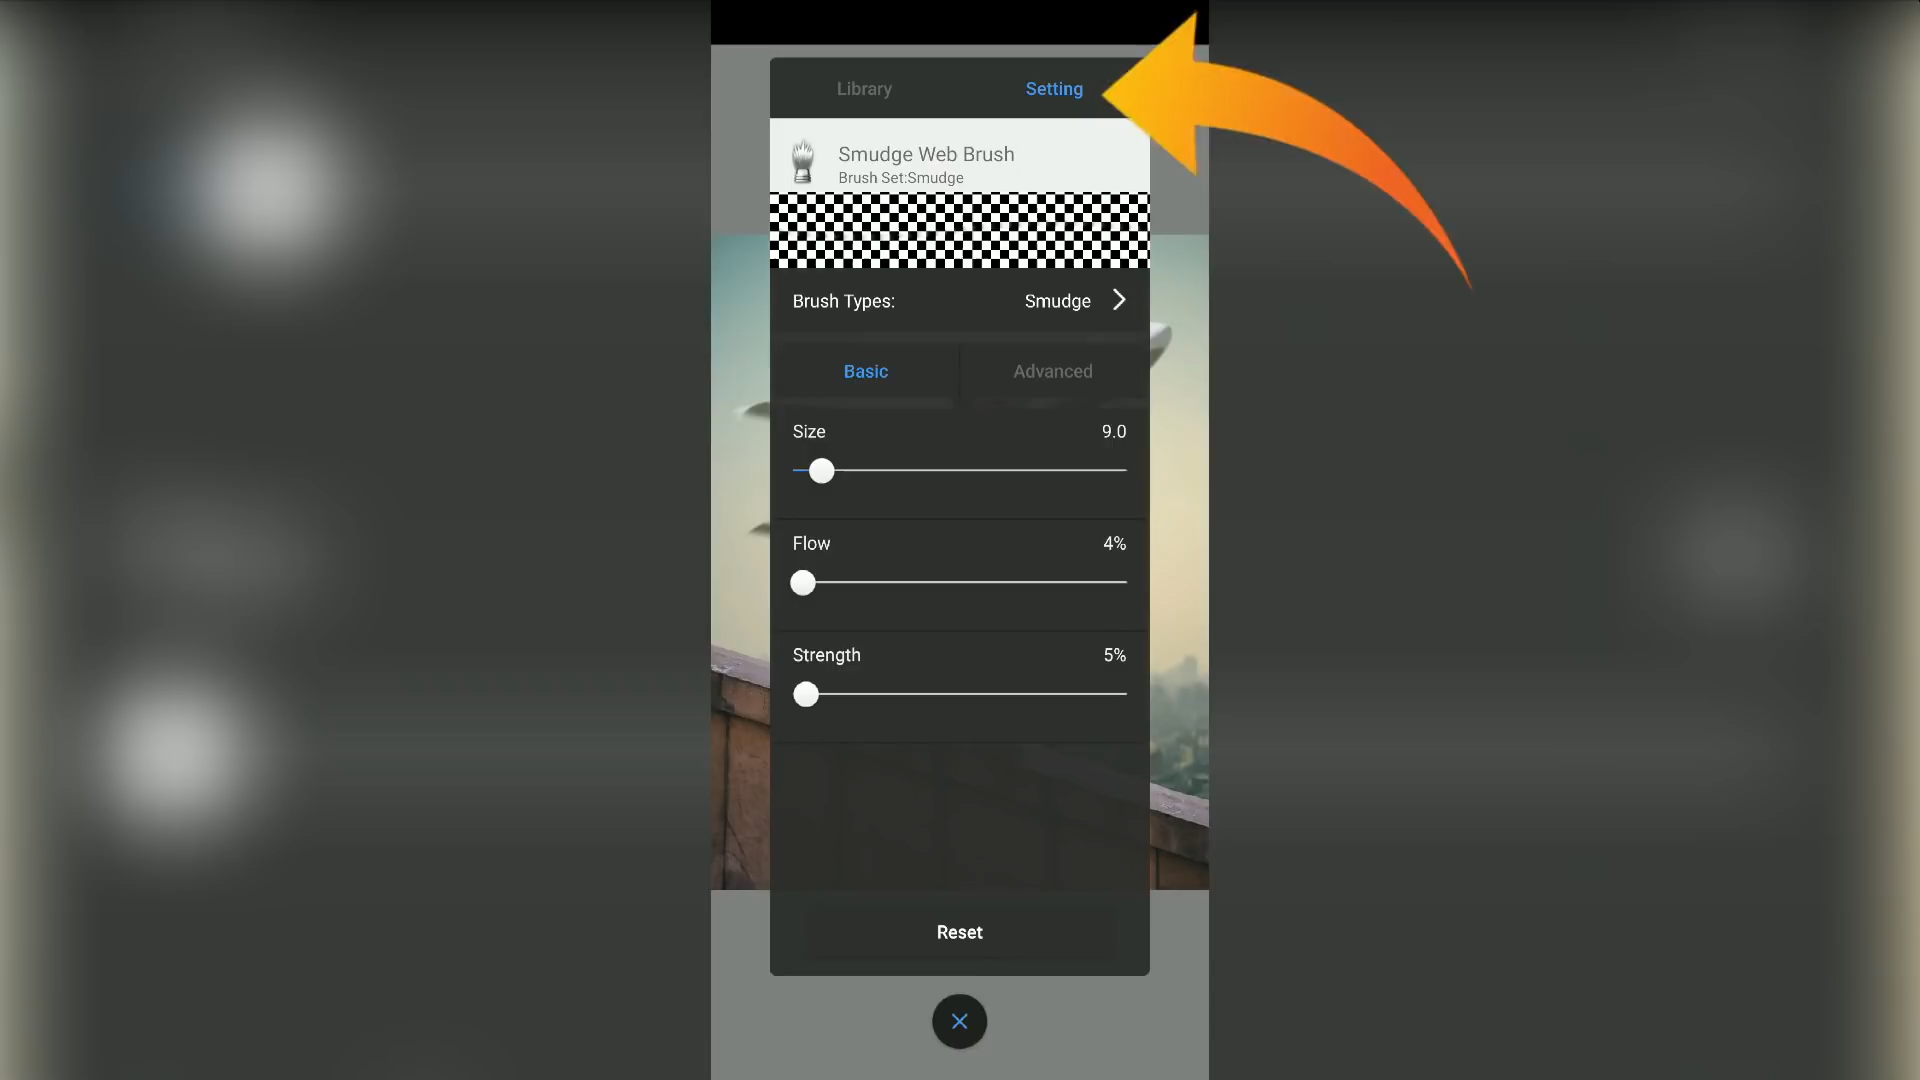 Library Setting
Smudge Web Brush
Brush Set:Smudge
Brush Types: Smudge
Basic Advanced
Size 9.0
Flow 4%
Strength 5%
Reset